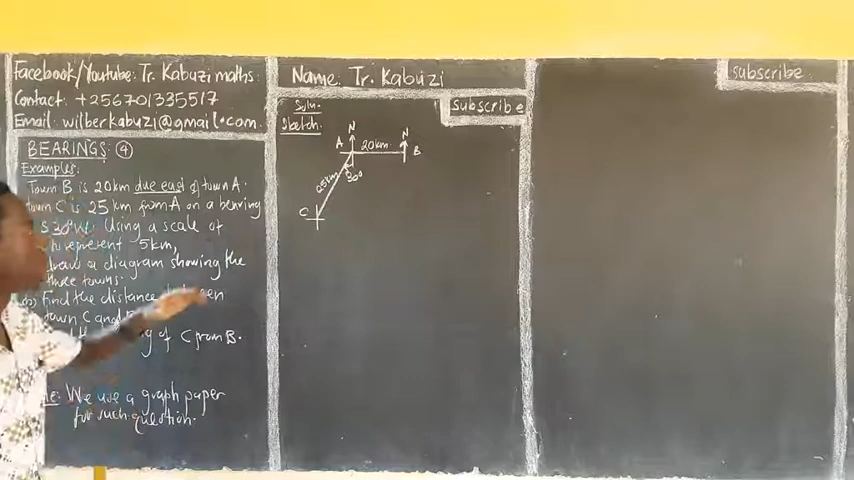 Facebook/Youtube: Tr. Kabuzi maths
Contact: +256701335517
Email: wilberkabuzi@gmail.com
BEARINGS (4)
Examples:
Town B is 20km due east of town A.
town C is 25 km from A on a bearing
S30°W. Using a scale of
represent 5km,
draw a diagram showing the
three towns.
(b) Find the distance between
town C and
of C from B.
We use a graph paper
for such question.
Name: Tr. Kabuzi
Subscribe
Soln.
Sketch:
N
N
A 20km B
25km 30°
C
Subscribe